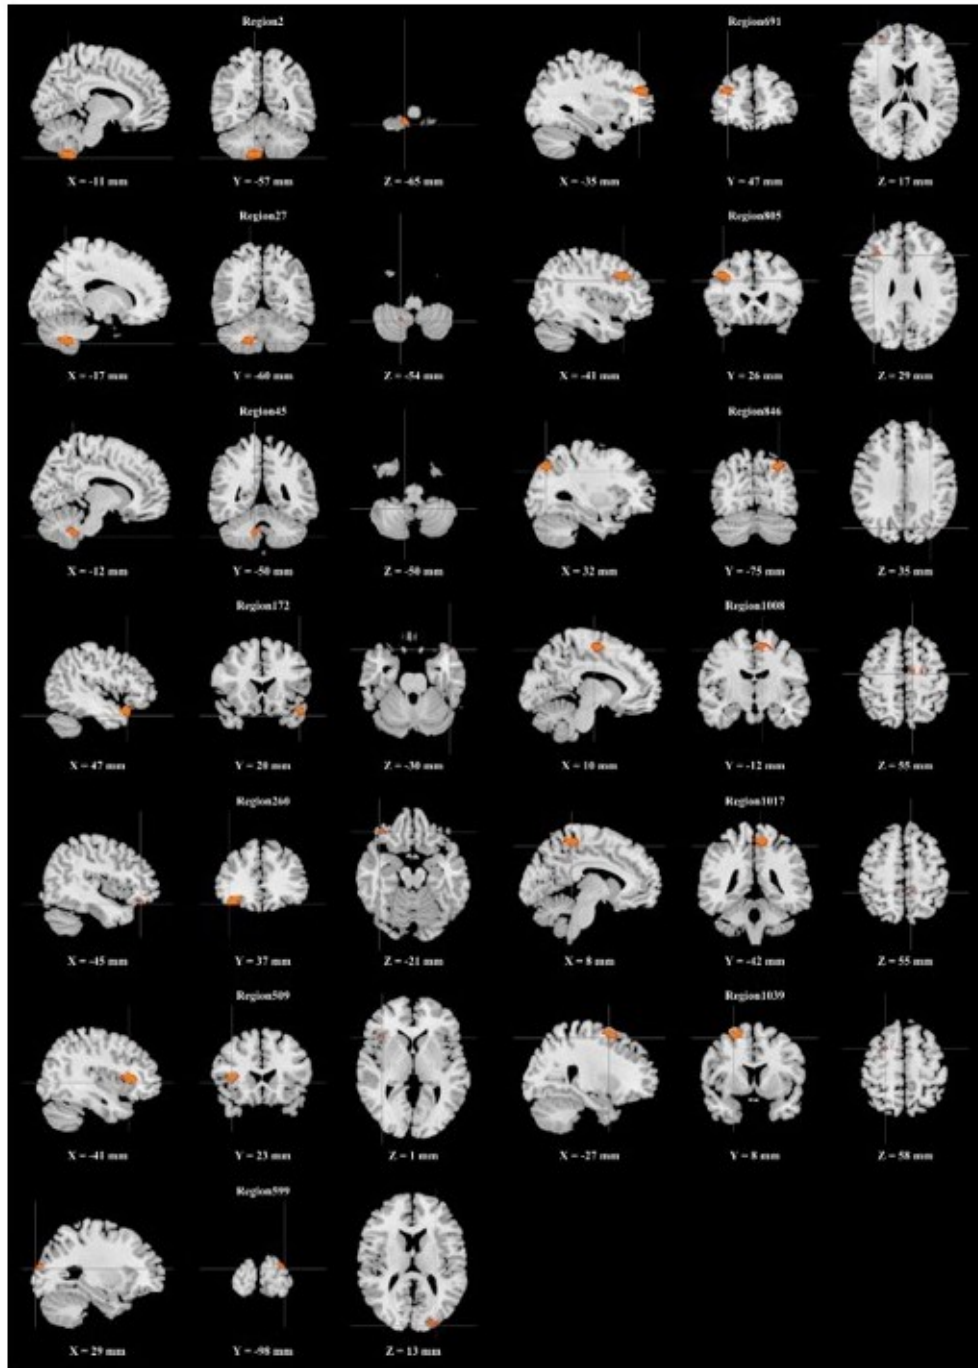 Region2
X = -11 mm Y = -57 mm Z = -65 mm
Region691
X = -35 mm Y = 47 mm Z = 17 mm
Region27
X = -17 mm Y = -60 mm Z = -54 mm
Region805
X = -41 mm Y = 26 mm Z = 29 mm
Region45
X = -12 mm Y = -50 mm Z = -50 mm
Region846
X = 32 mm Y = -75 mm Z = 35 mm
Region172
X = 47 mm Y = 20 mm Z = -30 mm
Region1008
X = 10 mm Y = -12 mm Z = 55 mm
Region260
X = -45 mm Y = 37 mm Z = -21 mm
Region1017
X = 8 mm Y = -42 mm Z = 55 mm
Region509
X = -41 mm Y = 23 mm Z = 1 mm
Region1039
X = -27 mm Y = 8 mm Z = 58 mm
Region599
X = 29 mm Y = -98 mm Z = 13 mm